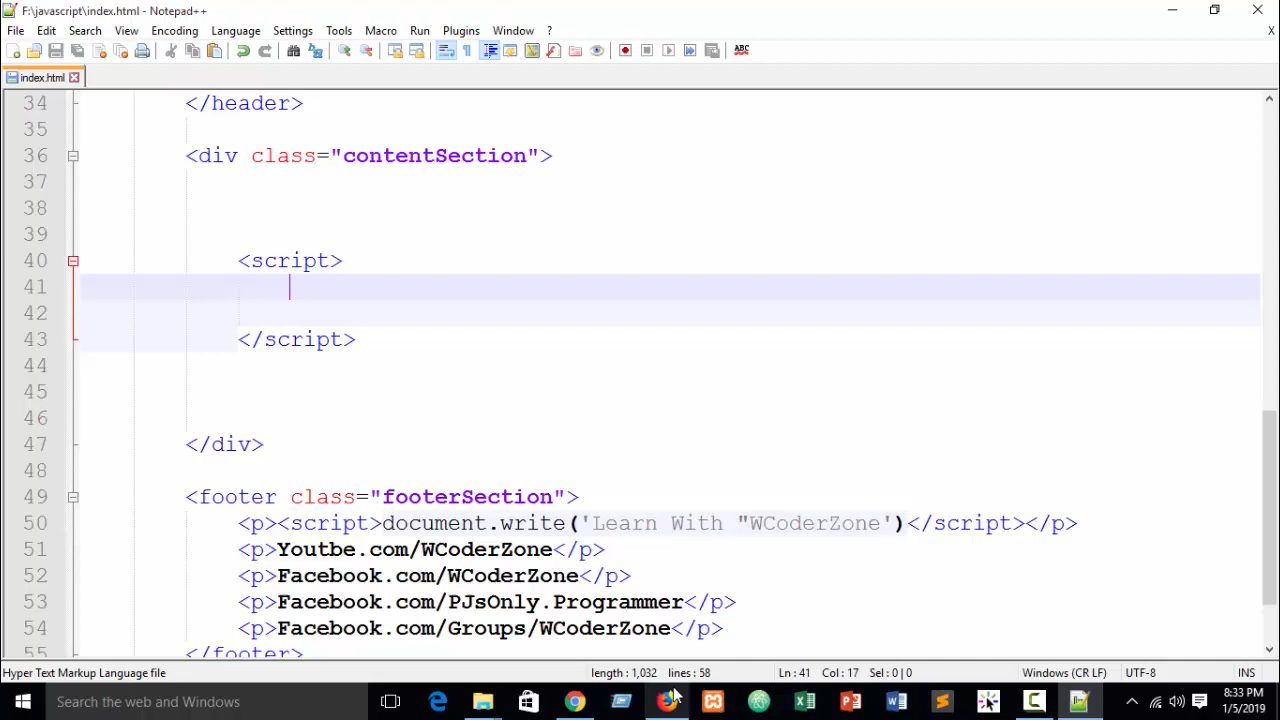 F:\javascript\index.html - Notepad++
File Edit Search View Encoding Language Settings Tools Macro Run Plugins Window ? X
ABC
index.html
34 </header>
35
36 <div class="contentSection">
37
38
39
40 <script>
41
42
43 </script>
44
45
46
47 </div>
48
49 <footer class="footerSection">
50 <p><script>document.write('Learn With "WCoderZone')</script></p>
51 <p>Youtbe.com/WCoderZone</p>
52 <p>Facebook.com/WCoderZone</p>
53 <p>Facebook.com/PJsOnly.Programmer</p>
54 <p>Facebook.com/Groups/WCoderZone</p>
55 </footer>
Hyper Text Markup Language file length : 1,032 lines : 58 Ln : 41 Col : 17 Sel : 0 | 0 Windows (CR LF) UTF-8 INS
Search the web and Windows
8:33 PM
1/5/2019